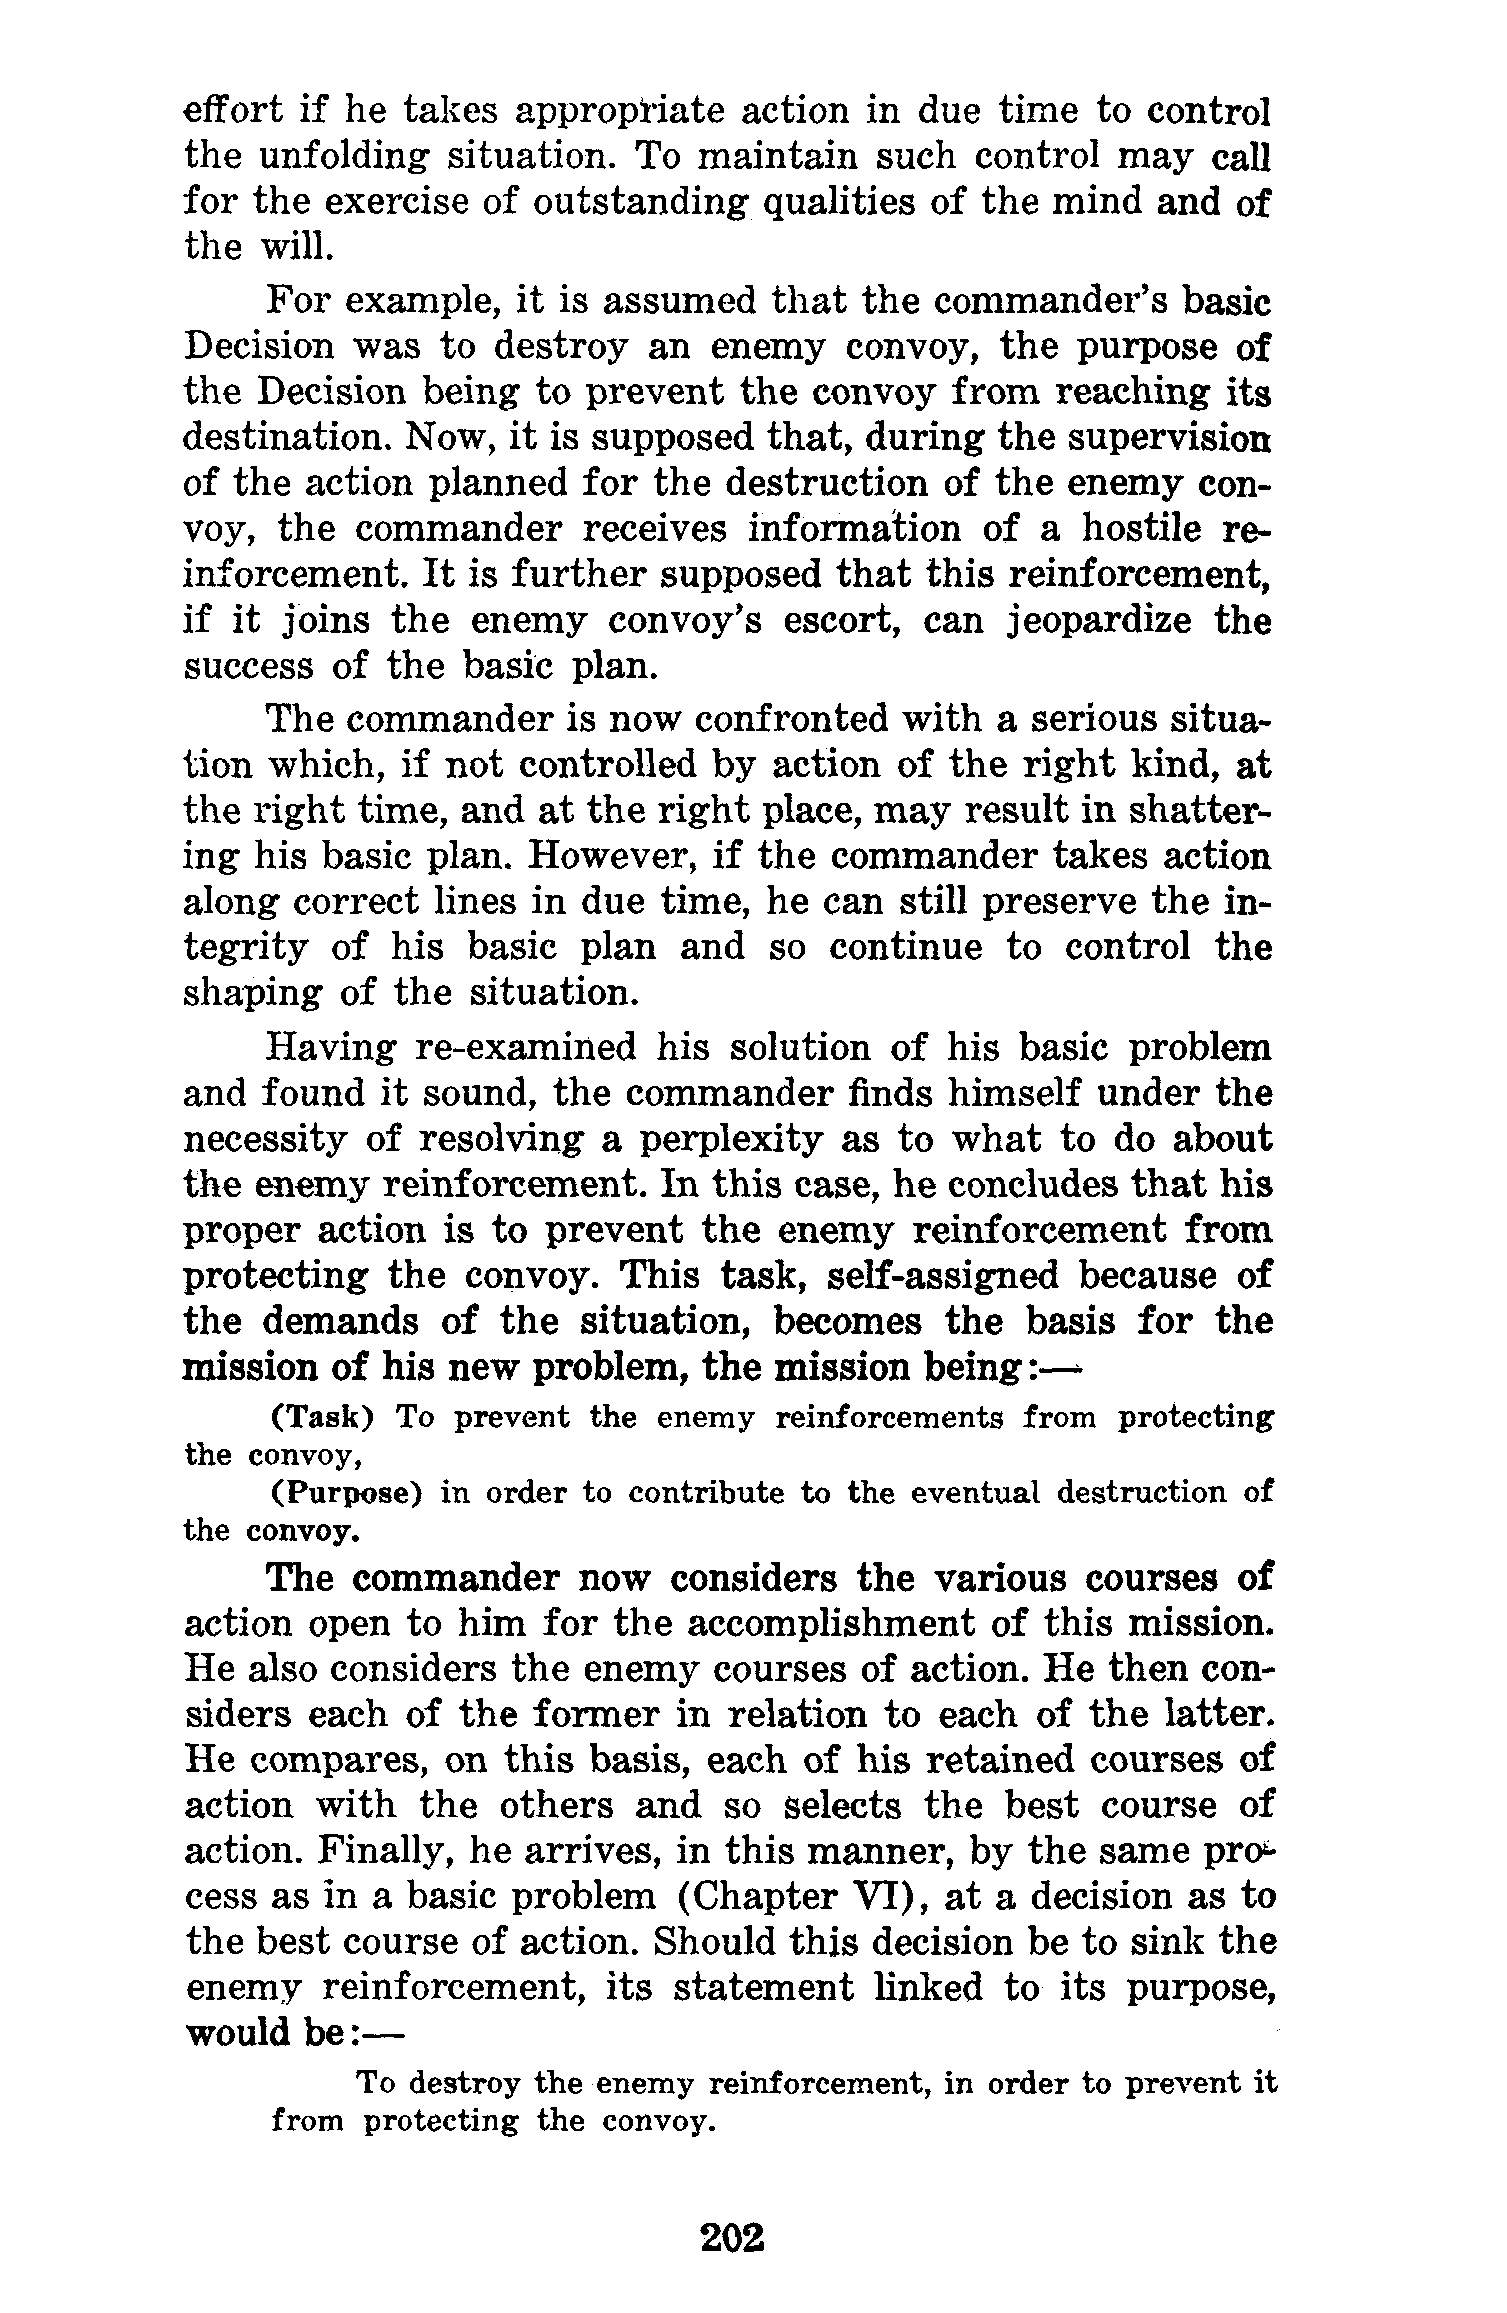 effort if he takes appropriate action in due time to control
the unfolding situation. To maintain such control may call
for the exercise of outstanding qualities of the mind and of
the will.
For example, it is assumed that the commander's basic
Decision was to destroy an enemy convoy, the purpose of
the Decision being to prevent the convoy from reaching its
destination. Now, it is supposed that, during the supervision
of the action planned for the destruction of the enemy con-
voy, the commander receives information of a hostile re-
inforcement. It is further supposed that this reinforcement,
if it joins the enemy convoy's escort, can jeopardize the
success of the basic plan.
The commander is now confronted with a serious situa-
tion which, if not controlled by action of the right kind, at
the right time, and at the right place, may result in shatter-
ing his basic plan. However, if the commander takes action
along correct lines in due time, he can still preserve the in-
tegrity of his basic plan and so continue to control the
shaping of the situation.
Having re-examined his solution of his basic problem
and found it sound, the commander finds himself under the
necessity of resolving a perplexity as to what to do about
the enemy reinforcement. In this case, he concludes that his
proper action is to prevent the enemy reinforcement from
protecting the convoy. This task, self-assigned because of
the demands of the situation, becomes the basis for the
mission of his new problem, the mission being:—
(Task) To prevent the enemy reinforcements from protecting
the convoy,
(Purpose) in order to contribute to the eventual destruction of
the convoy.
The commander now considers the various courses of
action open to him for the accomplishment of this mission.
He also considers the enemy courses of action. He then con-
siders each of the former in relation to each of the latter.
He compares, on this basis, each of his retained courses of
action with the others and so selects the best course of
action. Finally, he arrives, in this manner, by the same pro-
cess as in a basic problem (Chapter VI), at a decision as to
the best course of action. Should this decision be to sink the
enemy reinforcement, its statement linked to its purpose,
would be:—
To destroy the enemy reinforcement, in order to prevent it
from protecting the convoy.
202